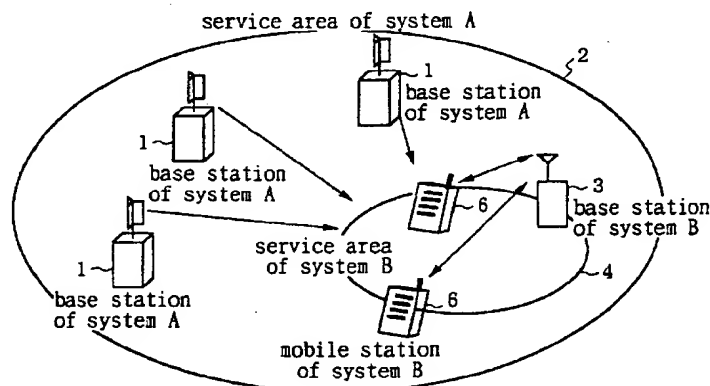 service area of system A
2
1
base station
of system A
1
base station
of system A
3
base station
of system B
6
service area
of system B
1
base station
of system A
4
6
mobile station
of system B